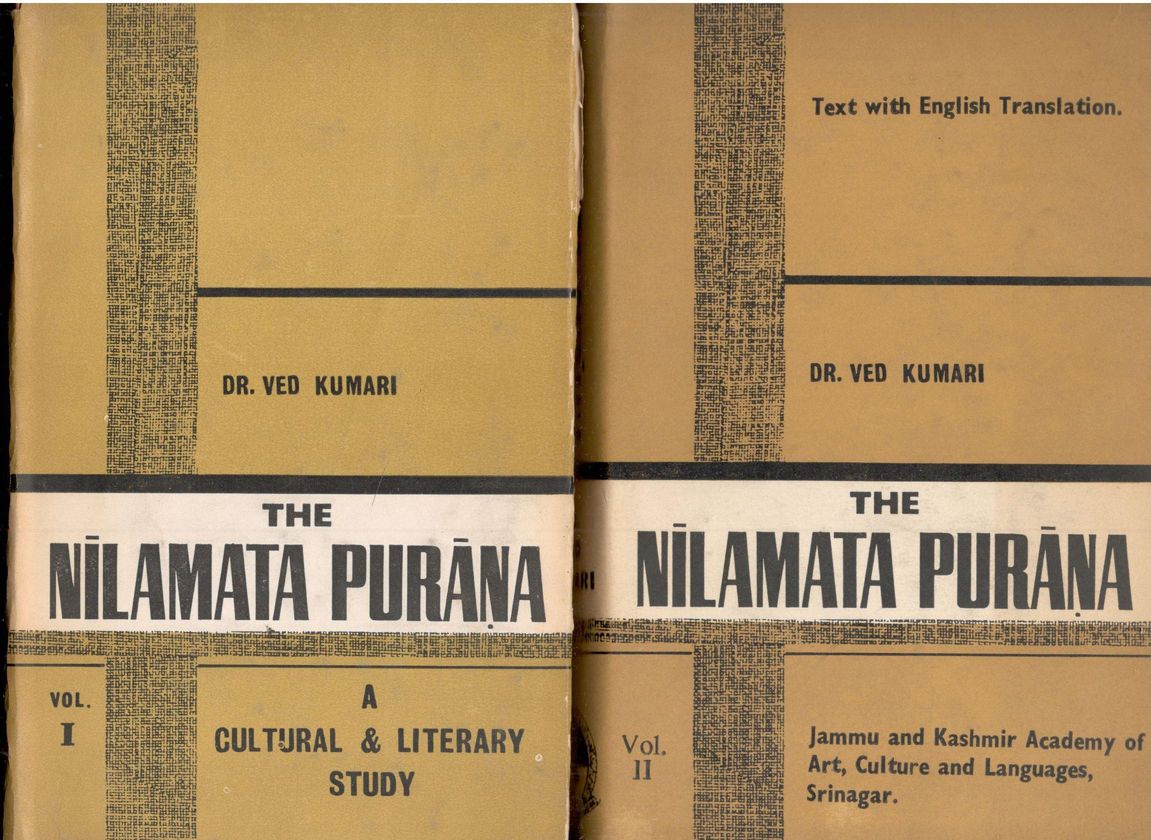 DR. VED KUMARI
THE
NĪLAMATA PURĀṆA
VOL.
I
A
CULTURAL & LITERARY
STUDY
Text with English Translation.
DR. VED KUMARI
THE
NĪLAMATA PURĀṆA
Vol.
II
Jammu and Kashmir Academy of
Art, Culture and Languages,
Srinagar.